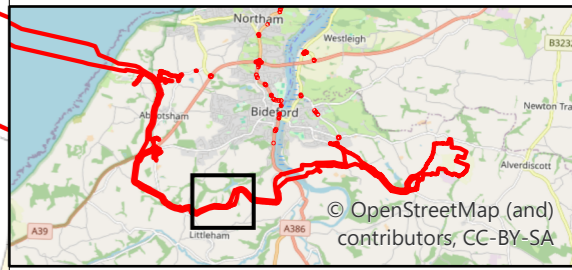 Northam
Westleigh
B3232
Bideford
Newton Tra
Abbotsham
Alverdiscott
A39
Littleham
A386
© OpenStreetMap (and)
contributors, CC-BY-SA